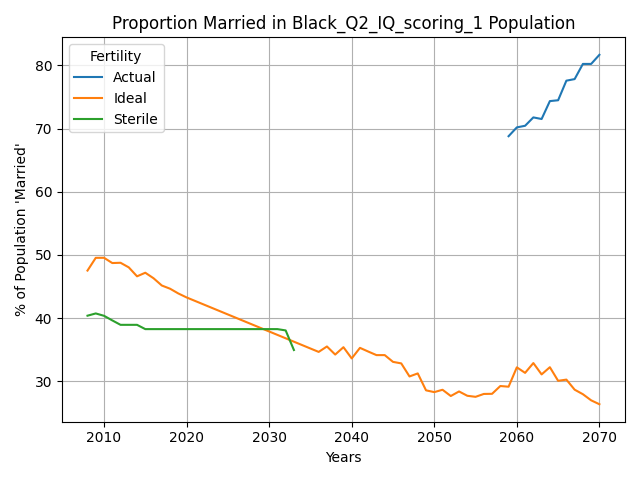 Proportion Married in Black_Q2_IQ_scoring_1 Population
Fertility
Actual
Ideal
Sterile
% of Population 'Married'
80
70
60
50
40
30
2010
2020
2030
2040
2050
2060
2070
Years